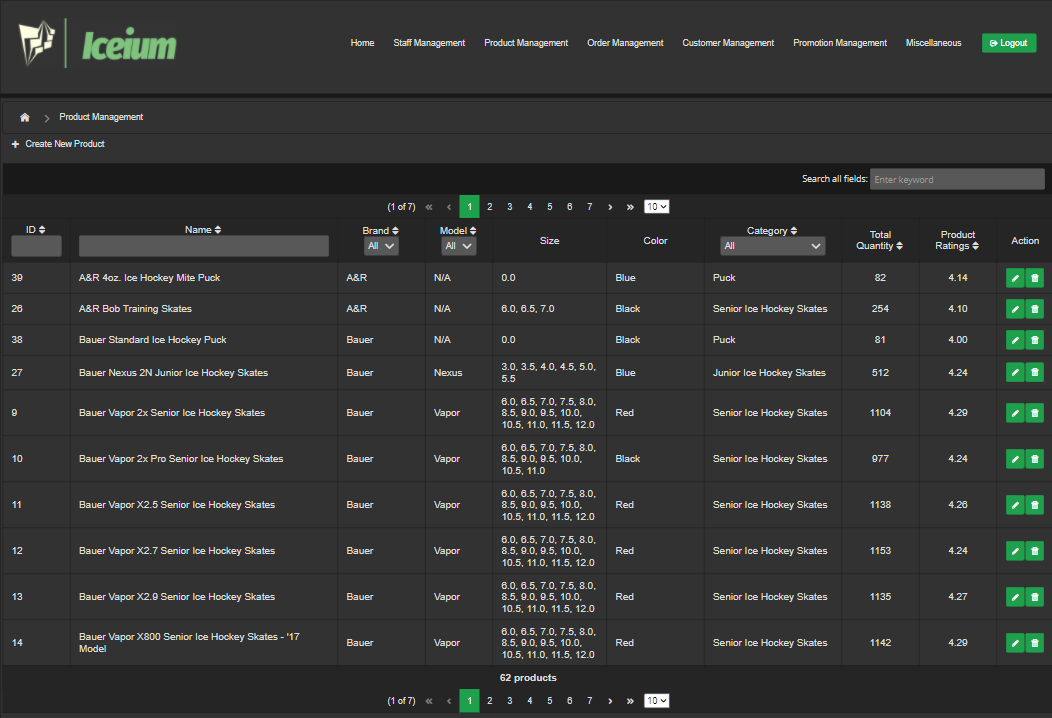 Iceium
Home Staff Management Product Management Order Management Customer Management Promotion Management Miscellaneous Logout
Product Management
Create New Product
Search all fields: Enter keyword
(1 of 7) « ‹ 1 2 3 4 5 6 7 › » 10
ID Name Brand Model Size Color Category Total Quantity Product Ratings Action
All All All
39 A&R 4oz. Ice Hockey Mite Puck A&R N/A 0.0 Blue Puck 82 4.14
26 A&R Bob Training Skates A&R N/A 6.0, 6.5, 7.0 Black Senior Ice Hockey Skates 254 4.10
38 Bauer Standard Ice Hockey Puck Bauer N/A 0.0 Black Puck 81 4.00
27 Bauer Nexus 2N Junior Ice Hockey Skates Bauer Nexus 3.0, 3.5, 4.0, 4.5, 5.0, 5.5 Blue Junior Ice Hockey Skates 512 4.24
9 Bauer Vapor 2x Senior Ice Hockey Skates Bauer Vapor 6.0, 6.5, 7.0, 7.5, 8.0, 8.5, 9.0, 9.5, 10.0, 10.5, 11.0, 11.5, 12.0 Red Senior Ice Hockey Skates 1104 4.29
10 Bauer Vapor 2x Pro Senior Ice Hockey Skates Bauer Vapor 6.0, 6.5, 7.0, 7.5, 8.0, 8.5, 9.0, 9.5, 10.0, 10.5, 11.0 Black Senior Ice Hockey Skates 977 4.24
11 Bauer Vapor X2.5 Senior Ice Hockey Skates Bauer Vapor 6.0, 6.5, 7.0, 7.5, 8.0, 8.5, 9.0, 9.5, 10.0, 10.5, 11.0, 11.5, 12.0 Red Senior Ice Hockey Skates 1138 4.26
12 Bauer Vapor X2.7 Senior Ice Hockey Skates Bauer Vapor 6.0, 6.5, 7.0, 7.5, 8.0, 8.5, 9.0, 9.5, 10.0, 10.5, 11.0, 11.5, 12.0 Red Senior Ice Hockey Skates 1153 4.24
13 Bauer Vapor X2.9 Senior Ice Hockey Skates Bauer Vapor 6.0, 6.5, 7.0, 7.5, 8.0, 8.5, 9.0, 9.5, 10.0, 10.5, 11.0, 11.5, 12.0 Red Senior Ice Hockey Skates 1135 4.27
14 Bauer Vapor X800 Senior Ice Hockey Skates - '17 Model Bauer Vapor 6.0, 6.5, 7.0, 7.5, 8.0, 8.5, 9.0, 9.5, 10.0, 10.5, 11.0, 11.5, 12.0 Red Senior Ice Hockey Skates 1142 4.29
62 products
(1 of 7) « ‹ 1 2 3 4 5 6 7 › » 10